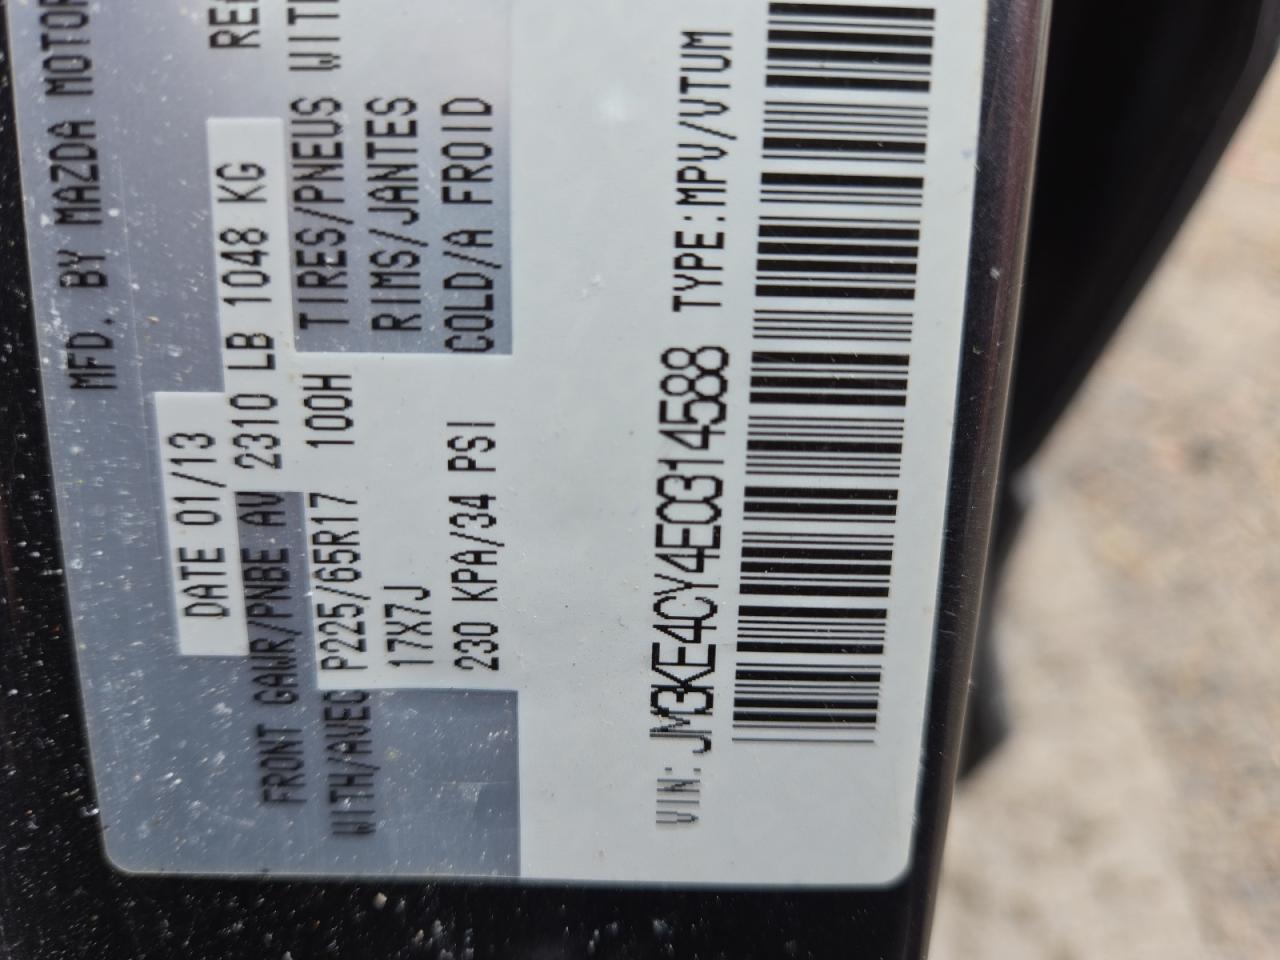 MFD. BY MAZDA MOTOR
DATE 01/13
FRONT GAWR/PNBE AV 2310 LB 1048 KG
WITH/AVEC P225/65R17 100H TIRES/PNEUS WIT
17X7J RIMS/JANTES
230 KPA/34 PSI COLD/A FROID
VIN: JM3KE4CY4E0314588 TYPE:MPV/VTUM